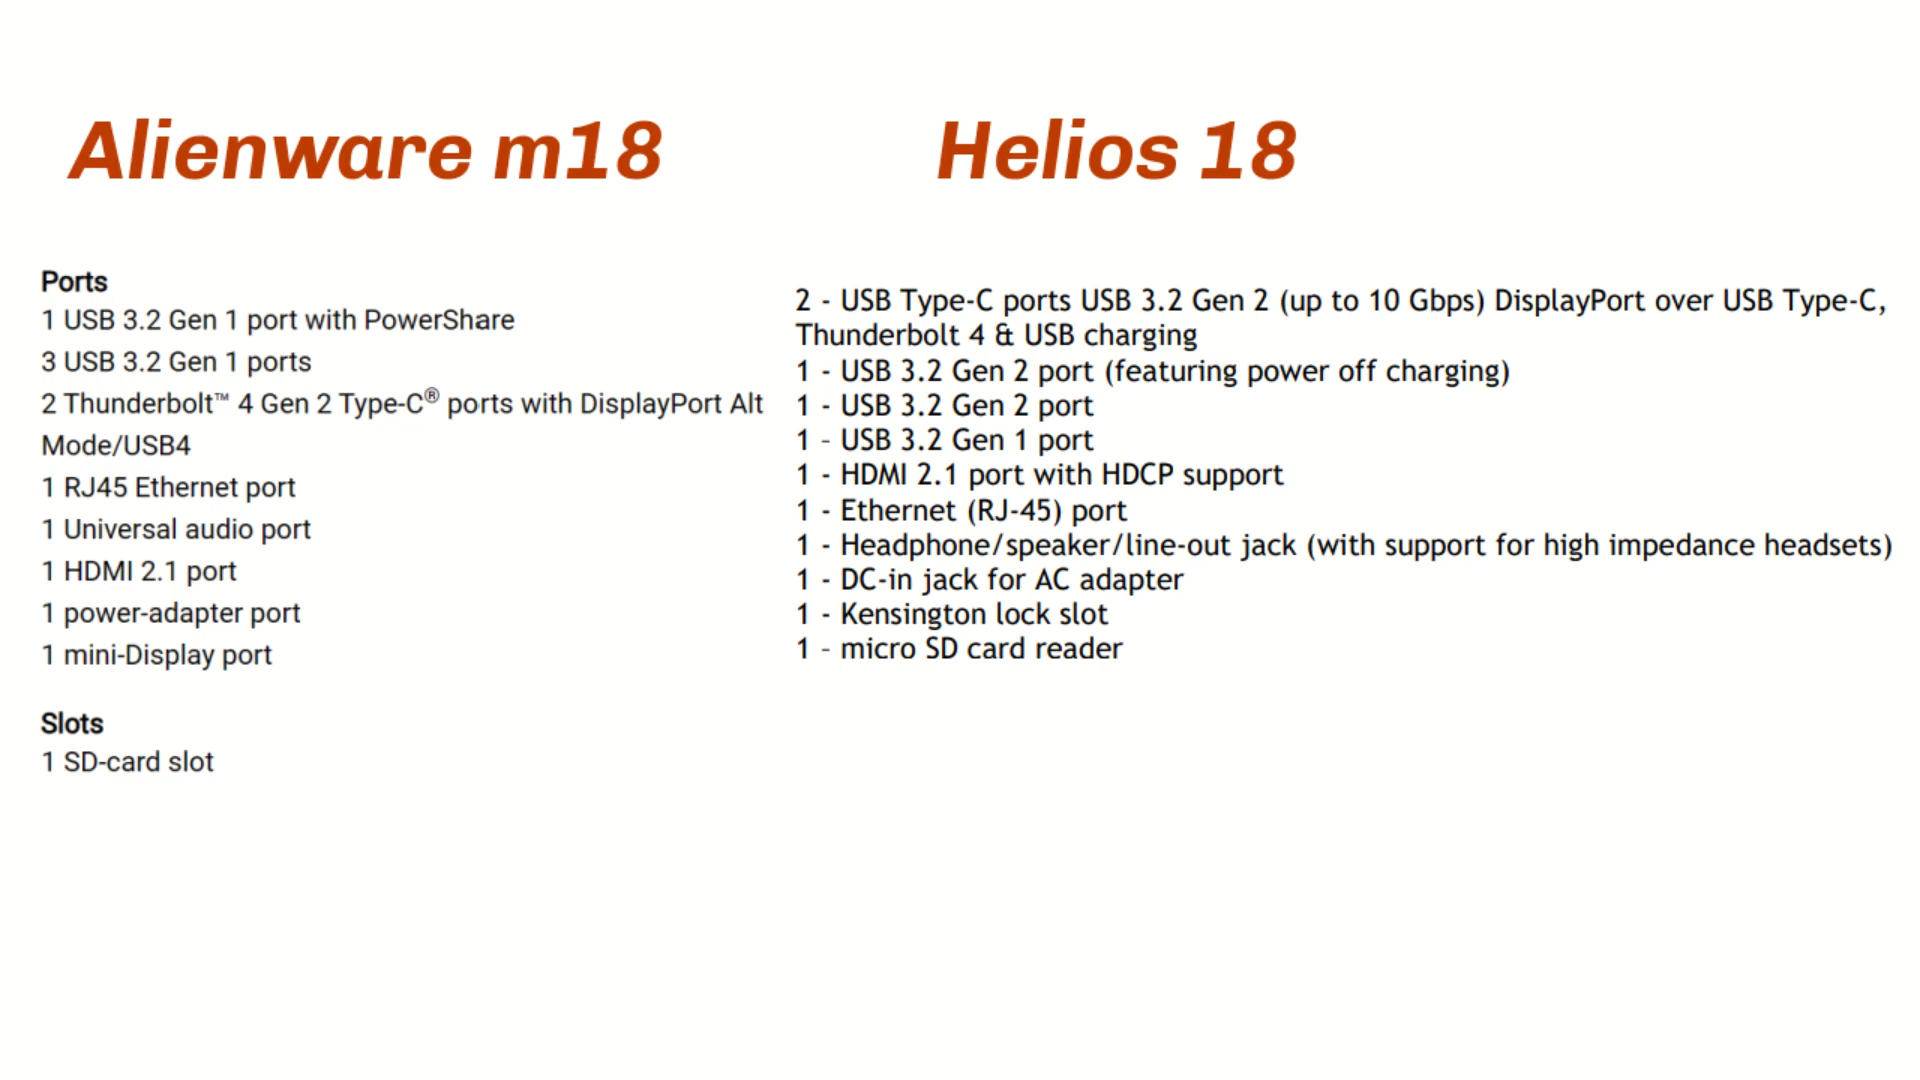 Alienware m18
Ports
1 USB 3.2 Gen 1 port with PowerShare
3 USB 3.2 Gen 1 ports
2 Thunderbolt™ 4 Gen 2 Type-C® ports with DisplayPort Alt
Mode/USB4
1 RJ45 Ethernet port
1 Universal audio port
1 HDMI 2.1 port
1 power-adapter port
1 mini-Display port
Slots
1 SD-card slot
Helios 18
2 - USB Type-C ports USB 3.2 Gen 2 (up to 10 Gbps) DisplayPort over USB Type-C,
Thunderbolt 4 & USB charging
1 - USB 3.2 Gen 2 port (featuring power off charging)
1 - USB 3.2 Gen 2 port
1 - USB 3.2 Gen 1 port
1 - HDMI 2.1 port with HDCP support
1 - Ethernet (RJ-45) port
1 - Headphone/speaker/line-out jack (with support for high impedance headsets)
1 - DC-in jack for AC adapter
1 - Kensington lock slot
1 - micro SD card reader